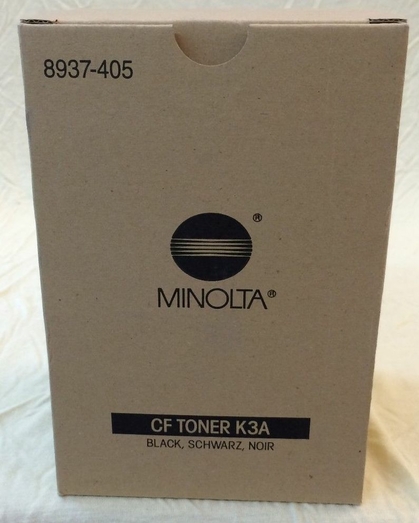 8937-405
®
MINOLTA®
CF TONER K3A
BLACK, SCHWARZ, NOIR